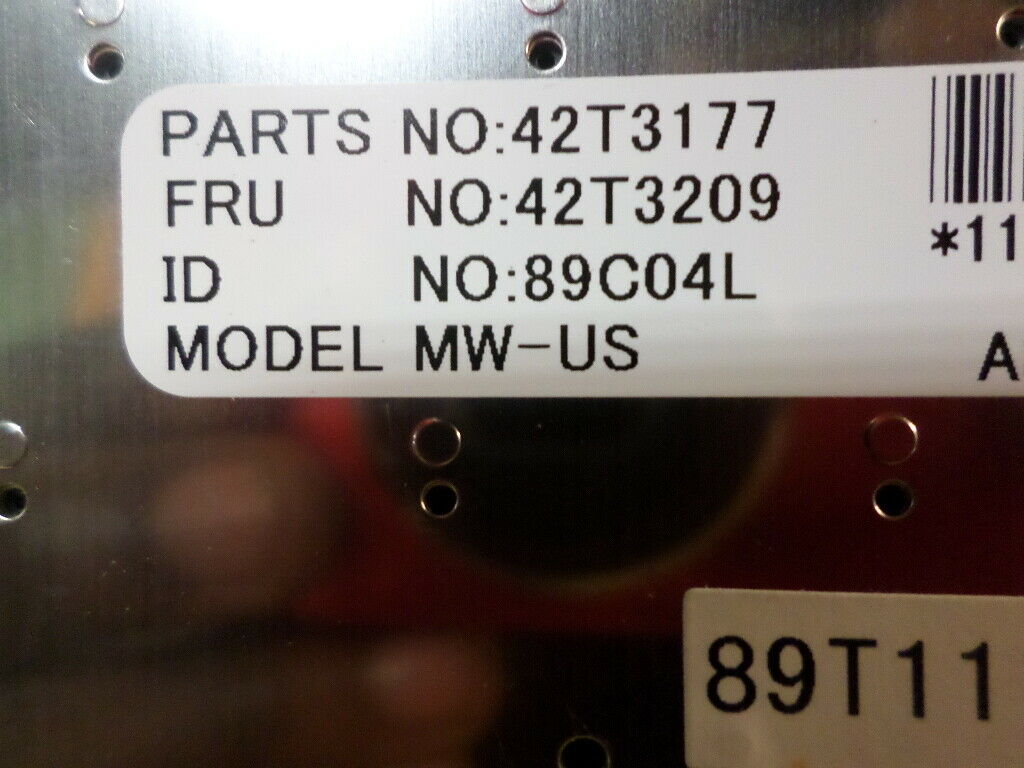 PARTS NO:42T3177
FRU NO:42T3209
ID NO:89C04L
MODEL MW-US
*11
A
89T11